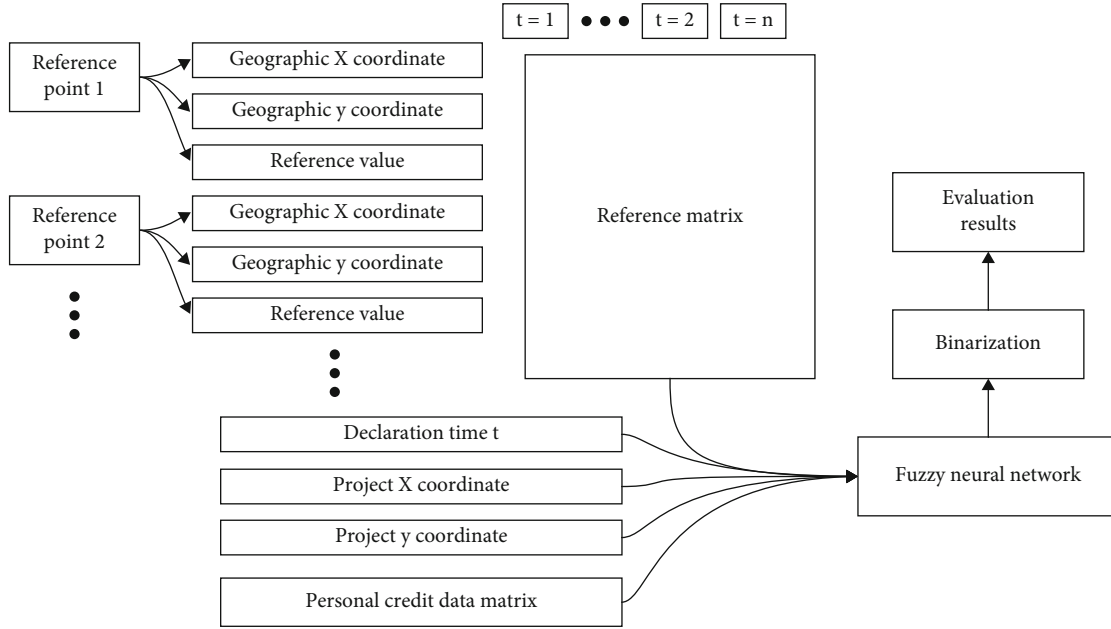 t = 1
t = 2
t = n
Reference
point 1
Geographic X coordinate
Geographic y coordinate
Reference value
Reference
point 2
Geographic X coordinate
Geographic y coordinate
Reference value
Reference matrix
Declaration time t
Project X coordinate
Project y coordinate
Personal credit data matrix
Fuzzy neural network
Binarization
Evaluation
results